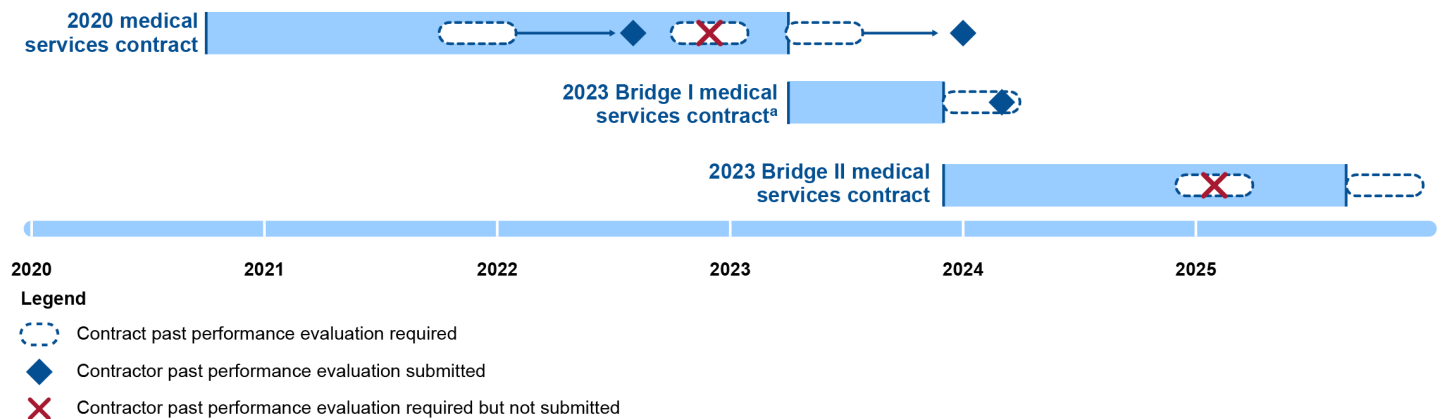 2020 medical
services contract
2023 Bridge I medical
services contractᵃ
2023 Bridge II medical
services contract
2020 2021 2022 2023 2024 2025
Legend
Contract past performance evaluation required
Contractor past performance evaluation submitted
Contractor past performance evaluation required but not submitted